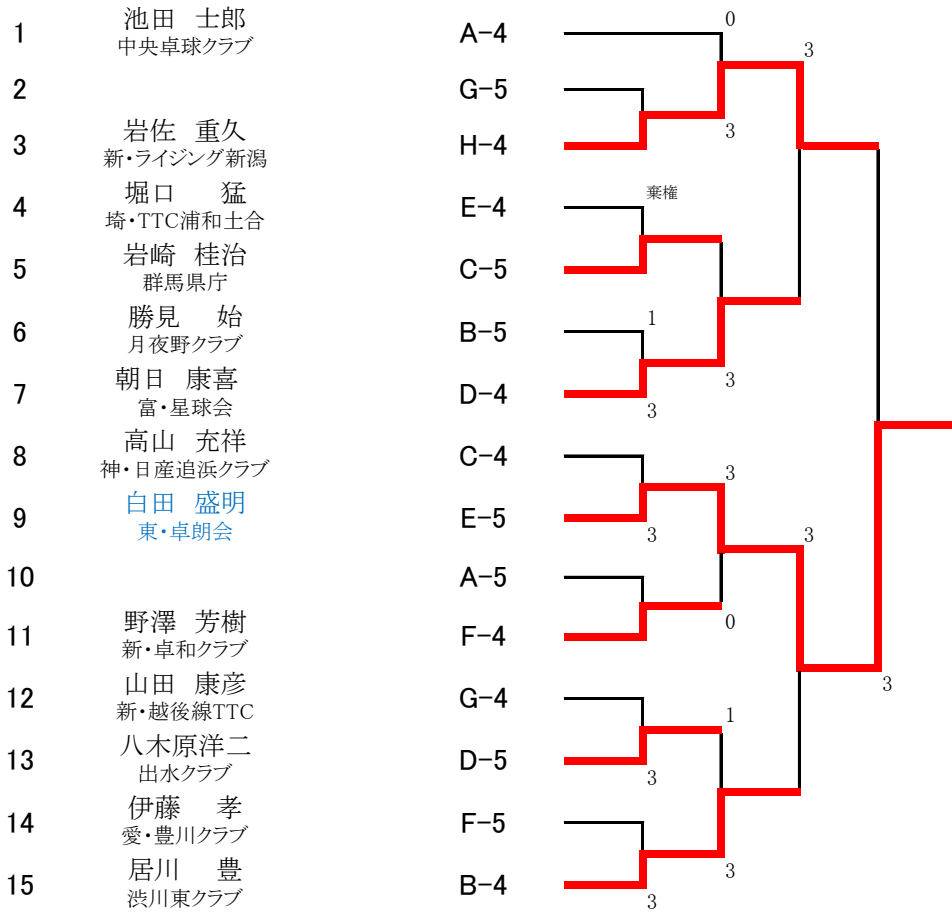 1 池田 士郎 A-4
中央卓球クラブ
0
3
2 G-5
3 岩佐 重久 H-4
新・ライジング新潟
3
4 堀口 猛 E-4
埼・TTC浦和土合
棄権
5 岩崎 桂治 C-5
群馬県庁
6 勝見 始 B-5
月夜野クラブ
1
7 朝日 康喜 D-4
富・星球会
3
3
8 高山 充祥 C-4
神・日産追浜クラブ
3
9 白田 盛明 E-5
東・卓朗会
3
3
10 A-5
11 野澤 芳樹 F-4
新・卓和クラブ
0
12 山田 康彦 G-4
新・越後線TTC
3
1
13 八木原洋二 D-5
出水クラブ
3
14 伊藤 孝 F-5
愛・豊川クラブ
15 居川 豊 B-4
渋川東クラブ
3
3